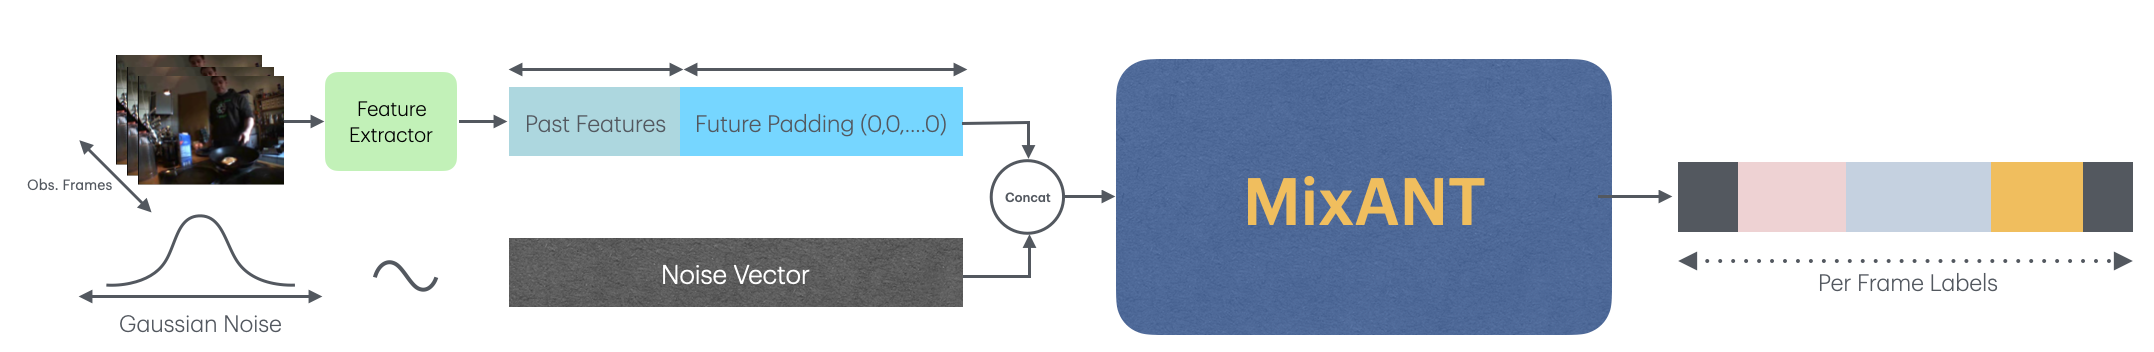 Obs. Frames
Feature
Extractor
Past Features
Future Padding (0,0,....0)
Concat
MixANT
Noise Vector
Gaussian Noise
Per Frame Labels